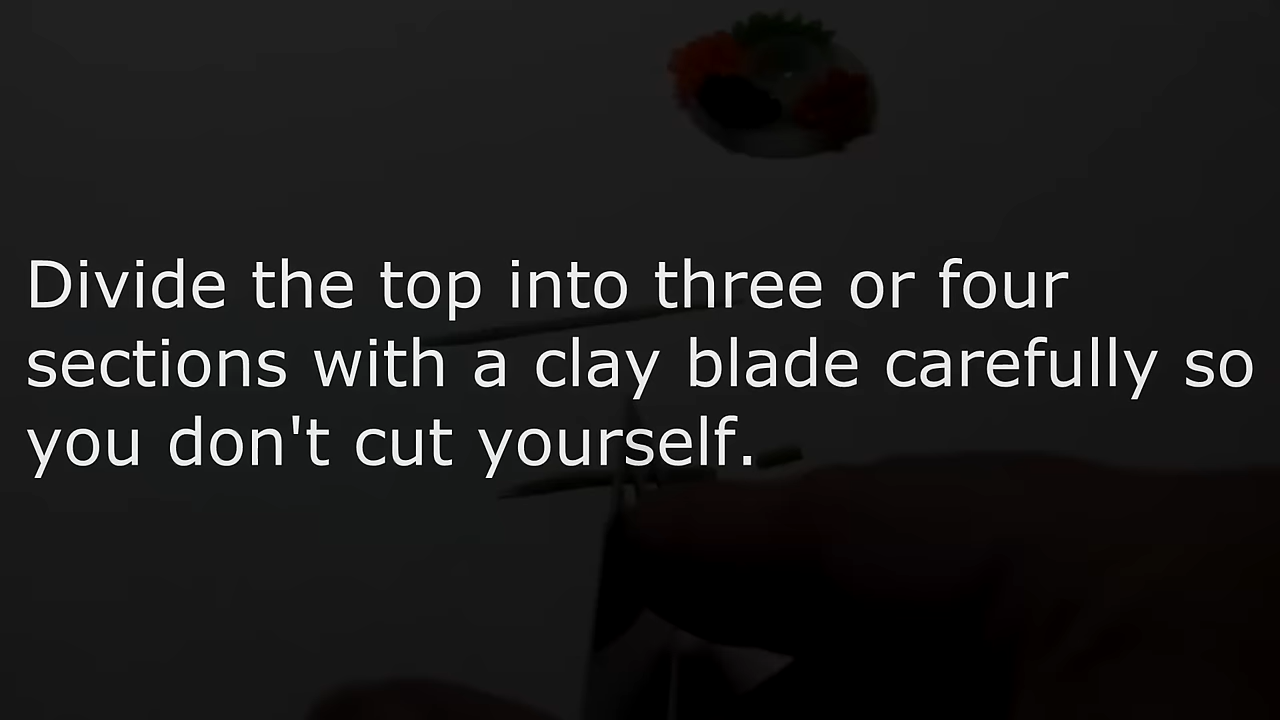 Divide the top into three or four
sections with a clay blade carefully so
you don't cut yourself.